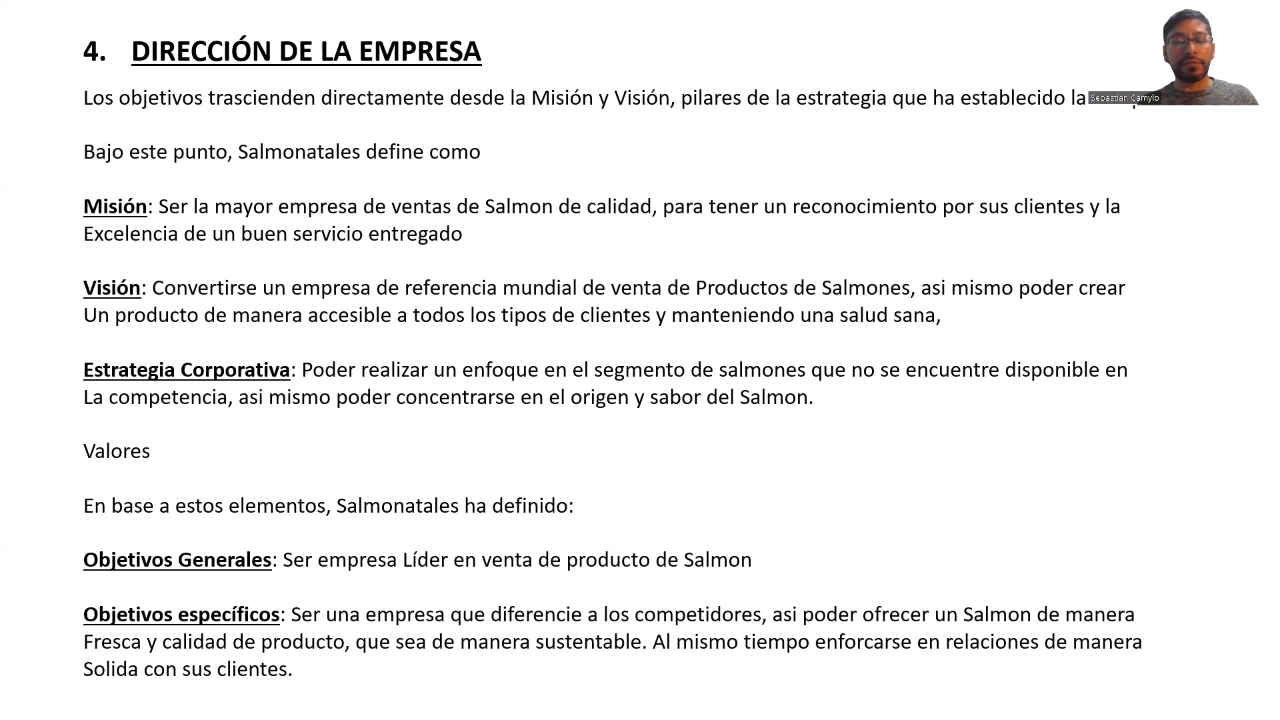 4. DIRECCIÓN DE LA EMPRESA
Los objetivos trascienden directamente desde la Misión y Visión, pilares de la estrategia que ha establecido la
Sebastian Camylo
Bajo este punto, Salmonatales define como
Misión: Ser la mayor empresa de ventas de Salmon de calidad, para tener un reconocimiento por sus clientes y la
Excelencia de un buen servicio entregado
Visión: Convertirse un empresa de referencia mundial de venta de Productos de Salmones, asi mismo poder crear
Un producto de manera accesible a todos los tipos de clientes y manteniendo una salud sana,
Estrategia Corporativa: Poder realizar un enfoque en el segmento de salmones que no se encuentre disponible en
La competencia, asi mismo poder concentrarse en el origen y sabor del Salmon.
Valores
En base a estos elementos, Salmonatales ha definido:
Objetivos Generales: Ser empresa Líder en venta de producto de Salmon
Objetivos específicos: Ser una empresa que diferencie a los competidores, asi poder ofrecer un Salmon de manera
Fresca y calidad de producto, que sea de manera sustentable. Al mismo tiempo enforcarse en relaciones de manera
Solida con sus clientes.